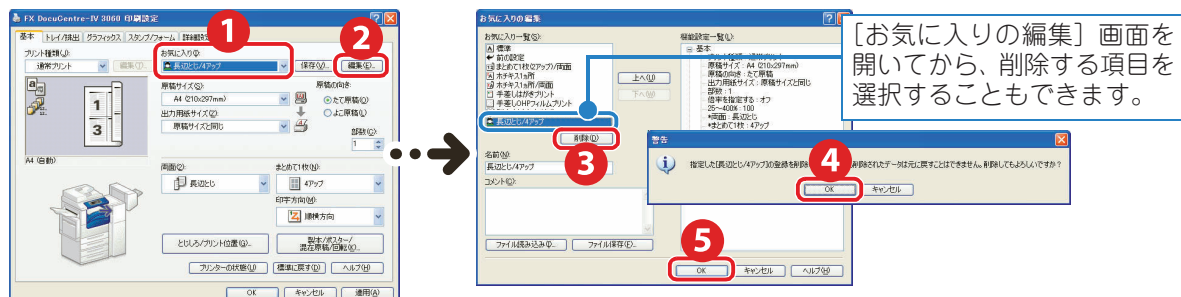 FX DocuCentre-IV 3060 印刷設定
基本 トレイ/排出 グラフィックス スタンプ/フォーム 詳細設定
プリント種類(J):
通常プリント
編集(C)...
お気に入り(Q):
長辺とじ/4アップ
保存(V)...
編集(E)...
1
2
原稿サイズ(S):
A4 (210x297mm)
出力用紙サイズ(Z):
原稿サイズと同じ
原稿の向き:
たて原稿(O)
よこ原稿(L)
部数(C):
1
1
3
A4 (自動)
両面(2):
長辺とじ
まとめて1枚(N):
4アップ
印字方向(M):
順横方向
とじしろ/プリント位置(G)...
製本/ポスター/
混在原稿/回転(X)...
プリンターの状態(U)
標準に戻す(D)
ヘルプ(H)
OK
キャンセル
適用(A)
お気に入りの編集
お気に入り一覧(S):
標準
前の設定
まとめて1枚(2アップ)/両面
ホチキス1ヵ所
ホチキス1ヵ所/両面
手差しはがきプリント
手差しOHPフィルムプリント
長辺とじ/4アップ
上へ(U)
下へ(W)
削除(D)
3
名前(N):
長辺とじ/4アップ
コメント(C):
ファイル読み込み(I)...
ファイル保存(E)...
機能設定一覧(L):
基本
原稿サイズ : A4 (210x297mm)
原稿の向き : たて原稿
出力用紙サイズ : 原稿サイズと同じ
部数 : 1
倍率を指定する : オフ
25~400% : 100
*両面 : 長辺とじ
*まとめて1枚 : 4アップ
5
OK
キャンセル
ヘルプ(H)
警告
指定した[長辺とじ/4アップ]の登録を削除
削除されたデータは元に戻すことはできません。削除してもよろしいですか?
4
OK
キャンセル
[お気に入りの編集]画面を
開いてから、削除する項目を
選択することもできます。